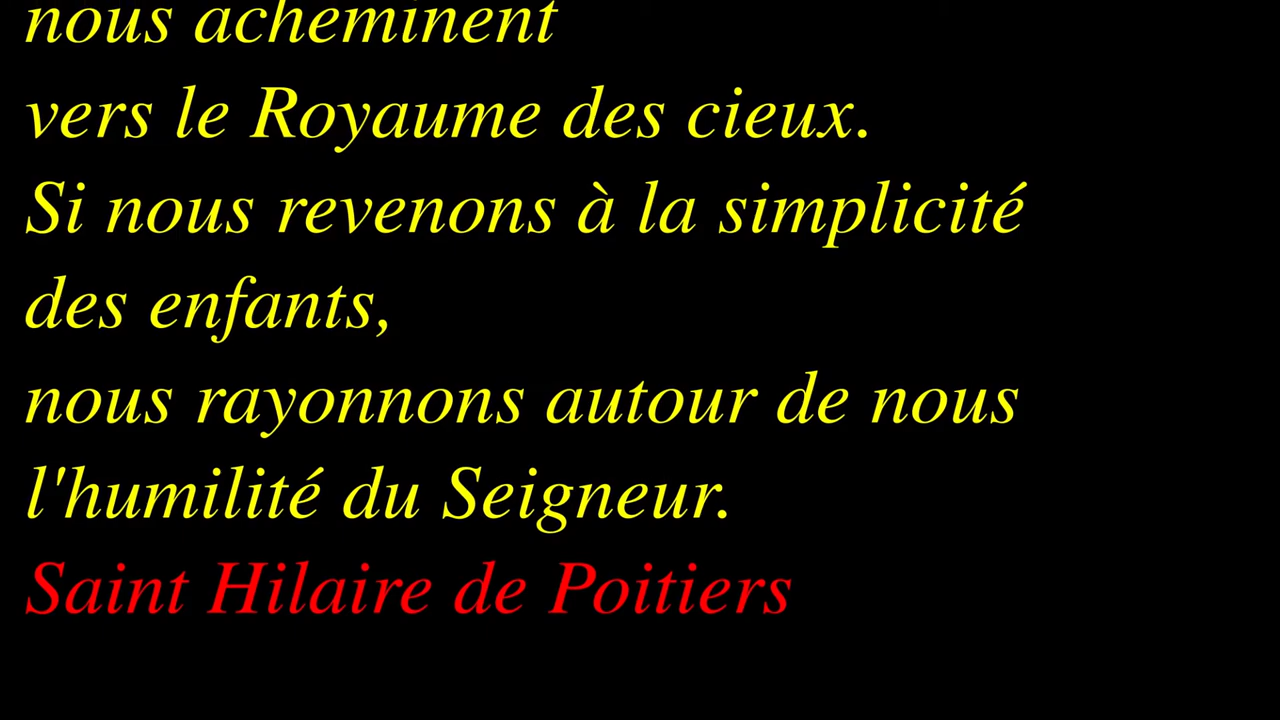 nous acheminent
vers le Royaume des cieux.
Si nous revenons à la simplicité
des enfants,
nous rayonnons autour de nous
l'humilité du Seigneur.
Saint Hilaire de Poitiers